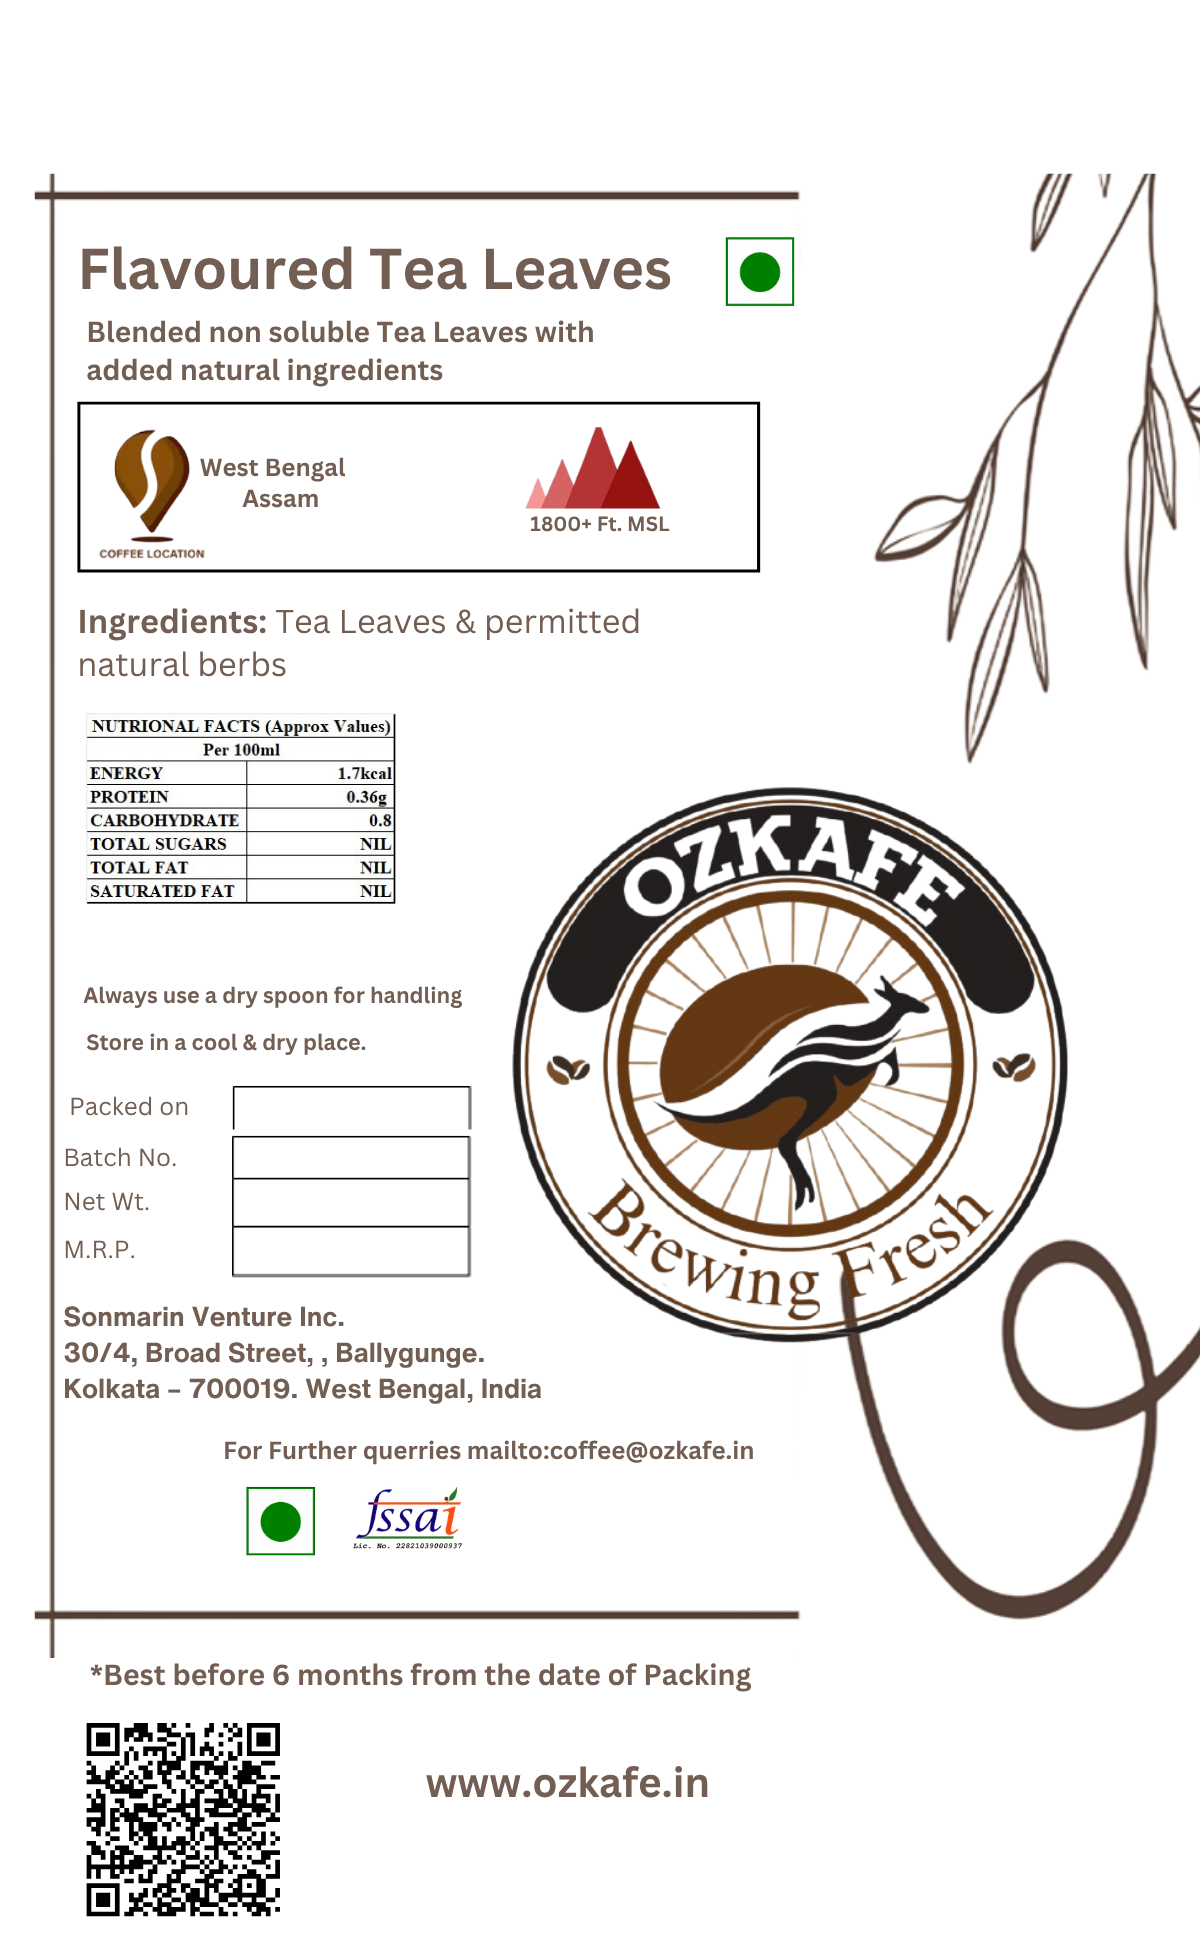 Flavoured Tea Leaves
Blended non soluble Tea Leaves with
added natural ingredients
West Bengal
Assam
COFFEE LOCATION
1800+ Ft. MSL
Ingredients: Tea Leaves & permitted
natural berbs
NUTRIONAL FACTS (Approx Values)
Per 100ml
ENERGY 1.7kcal
PROTEIN 0.36g
CARBOHYDRATE 0.8
TOTAL SUGARS NIL
TOTAL FAT NIL
SATURATED FAT NIL
OZKAFE
Brewing Fresh
Always use a dry spoon for handling
Store in a cool & dry place.
Packed on
Batch No.
Net Wt.
M.R.P.
Sonmarin Venture Inc.
30/4, Broad Street, , Ballygunge.
Kolkata – 700019. West Bengal, India
For Further querries mailto:coffee@ozkafe.in
fssai
Lic. No. 22821039000937
*Best before 6 months from the date of Packing
www.ozkafe.in